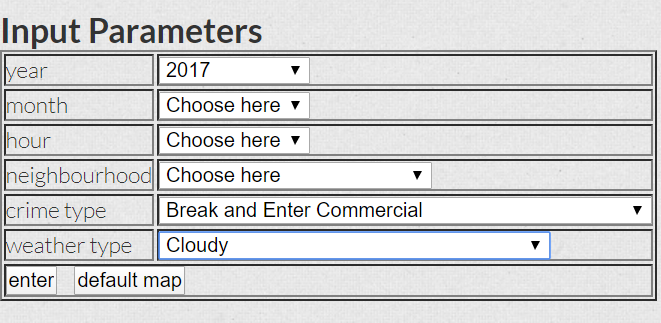 Input Parameters
year 2017
month Choose here
hour Choose here
neighbourhood Choose here
crime type Break and Enter Commercial
weather type Cloudy
enter default map